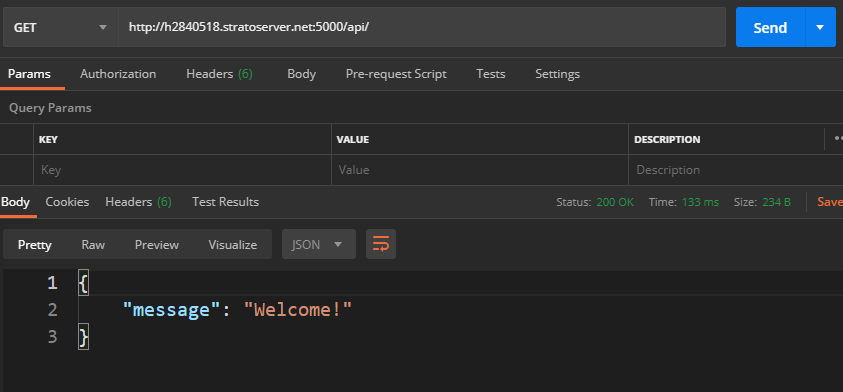 GET http://h2840518.stratoserver.net:5000/api/ Send
Params Authorization Headers (6) Body Pre-request Script Tests Settings
Query Params
KEY VALUE DESCRIPTION
Key Value Description
Body Cookies Headers (6) Test Results Status: 200 OK Time: 133 ms Size: 234 B Save
Pretty Raw Preview Visualize JSON
1 {
2 "message": "Welcome!"
3 }